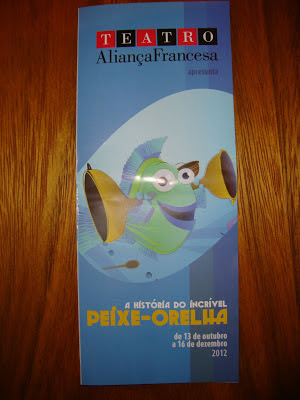 TEATRO
AliançaFrancesa
apresenta
A HISTÓRIA DO INCRÍVEL
PEIXE-ORELHA
de 13 de outubro
a 16 de dezembro
2012